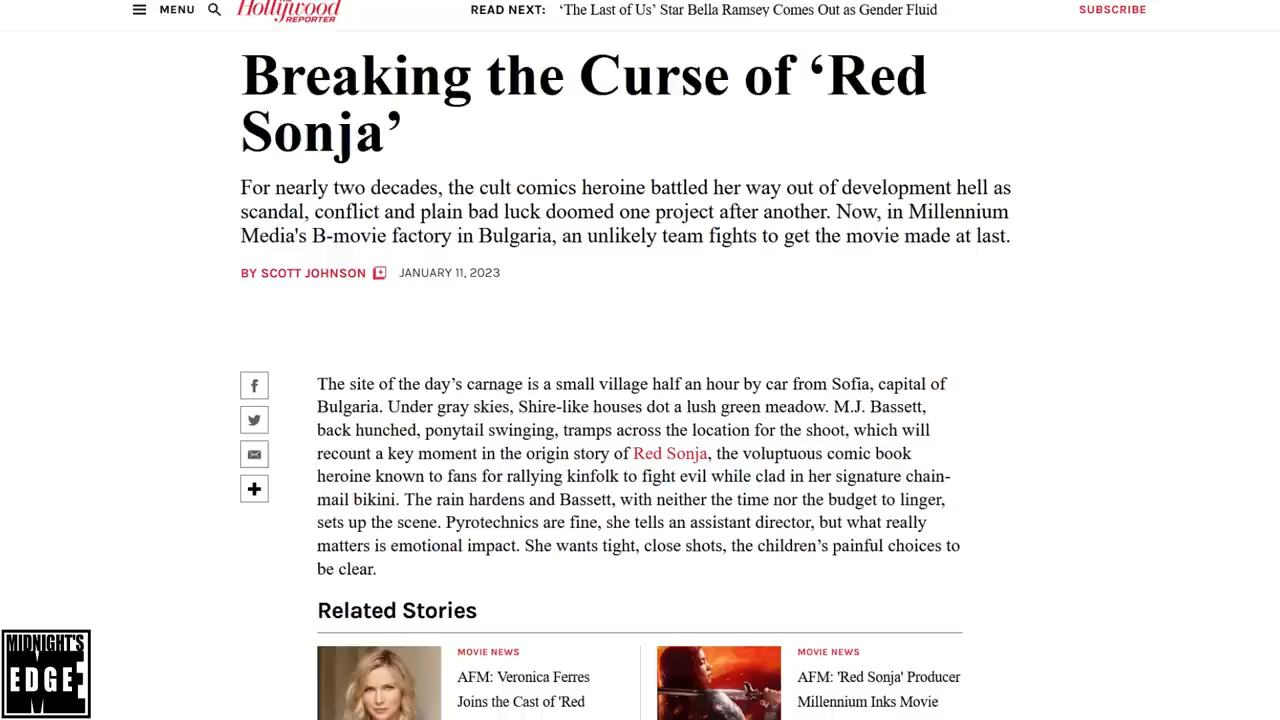 MENU
THE
Hollywood
REPORTER
READ NEXT: ‘The Last of Us’ Star Bella Ramsey Comes Out as Gender Fluid
SUBSCRIBE
Breaking the Curse of ‘Red
Sonja’
For nearly two decades, the cult comics heroine battled her way out of development hell as
scandal, conflict and plain bad luck doomed one project after another. Now, in Millennium
Media's B-movie factory in Bulgaria, an unlikely team fights to get the movie made at last.
BY SCOTT JOHNSON JANUARY 11, 2023
The site of the day’s carnage is a small village half an hour by car from Sofia, capital of
Bulgaria. Under gray skies, Shire-like houses dot a lush green meadow. M.J. Bassett,
back hunched, ponytail swinging, tramps across the location for the shoot, which will
recount a key moment in the origin story of Red Sonja, the voluptuous comic book
heroine known to fans for rallying kinfolk to fight evil while clad in her signature chain-
mail bikini. The rain hardens and Bassett, with neither the time nor the budget to linger,
sets up the scene. Pyrotechnics are fine, she tells an assistant director, but what really
matters is emotional impact. She wants tight, close shots, the children’s painful choices to
be clear.
Related Stories
MOVIE NEWS
AFM: Veronica Ferres
Joins the Cast of 'Red
MOVIE NEWS
AFM: 'Red Sonja' Producer
Millennium Inks Movie
MIDNIGHT'S
EDGE